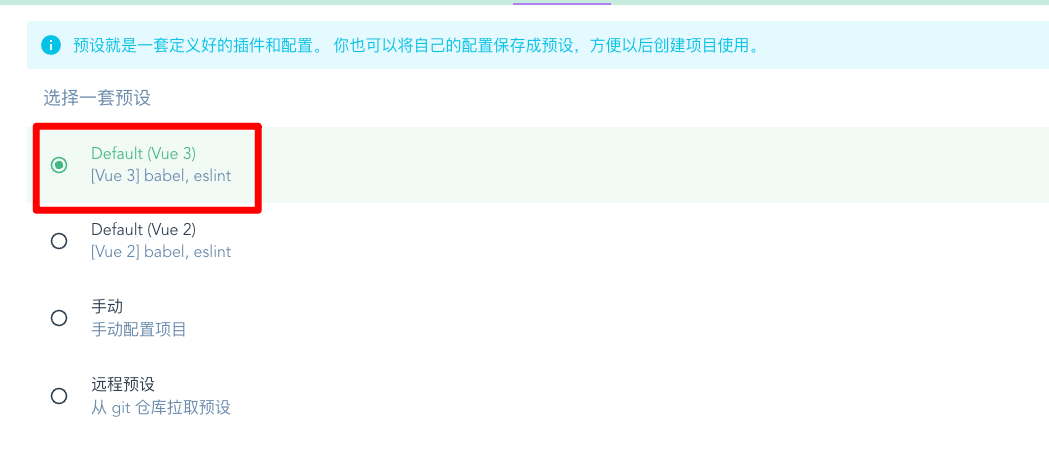 预设就是一套定义好的插件和配置。 你也可以将自己的配置保存成预设，方便以后创建项目使用。
选择一套预设
Default (Vue 3)
[Vue 3] babel, eslint
Default (Vue 2)
[Vue 2] babel, eslint
手动
手动配置项目
远程预设
从 git 仓库拉取预设